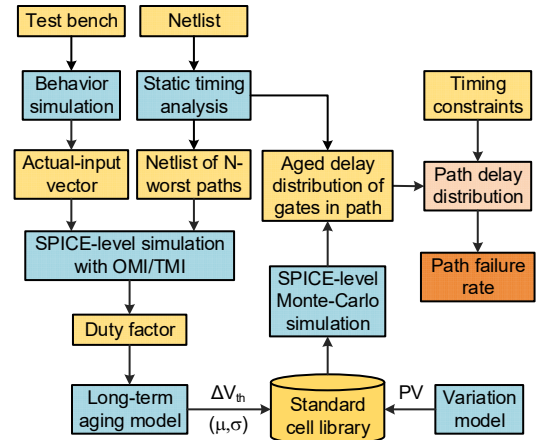 Test bench
Netlist
Behavior
simulation
Static timing
analysis
Timing
constraints
Actual-input
vector
Netlist of N-
worst paths
Aged delay
distribution of
gates in path
Path delay
distribution
SPICE-level simulation
with OMI/TMI
SPICE-level
Monte-Carlo
simulation
Path failure
rate
Duty factor
Long-term
aging model
ΔVth
(μ,σ)
Standard
cell library
PV
Variation
model